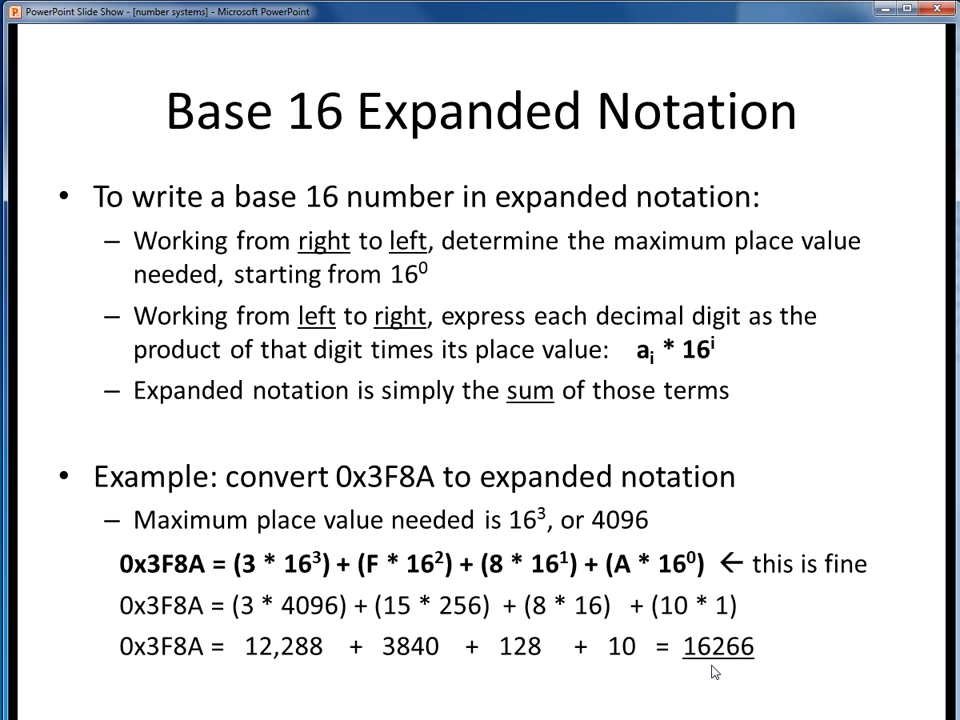 PowerPoint Slide Show - [number systems] - Microsoft PowerPoint
Base 16 Expanded Notation
• To write a base 16 number in expanded notation:
– Working from right to left, determine the maximum place value
needed, starting from 16⁰
– Working from left to right, express each decimal digit as the
product of that digit times its place value: aᵢ * 16ⁱ
– Expanded notation is simply the sum of those terms
• Example: convert 0x3F8A to expanded notation
– Maximum place value needed is 16³, or 4096
0x3F8A = (3 * 16³) + (F * 16²) + (8 * 16¹) + (A * 16⁰) ← this is fine
0x3F8A = (3 * 4096) + (15 * 256) + (8 * 16) + (10 * 1)
0x3F8A = 12,288 + 3840 + 128 + 10 = 16266